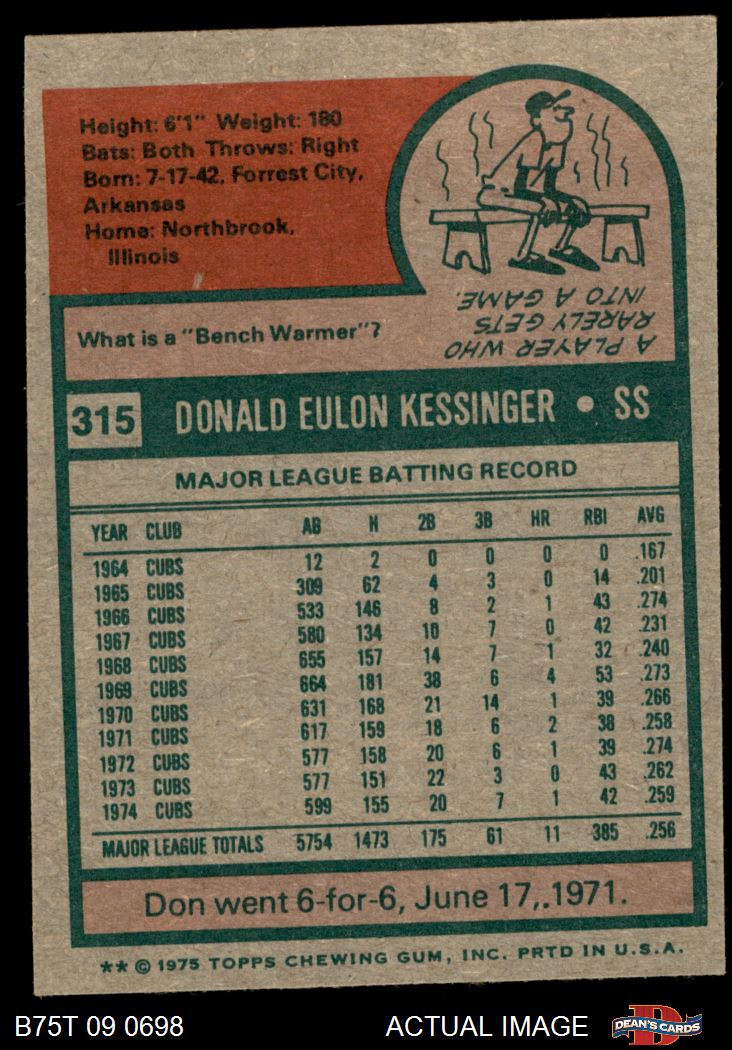 Height: 6'1" Weight: 180
Bats: Both Throws: Right
Born: 7-17-42, Forrest City,
Arkansas
Home: Northbrook,
Illinois
What is a "Bench Warmer"?
A PLAYER WHO
RARELY GETS
INTO A GAME.
315 DONALD EULON KESSINGER • SS
MAJOR LEAGUE BATTING RECORD
YEAR CLUB AB H 2B 3B HR RBI AVG
1964 CUBS 12 2 0 0 0 0 .167
1965 CUBS 309 62 4 3 0 14 .201
1966 CUBS 533 146 8 2 1 43 .274
1967 CUBS 580 134 10 7 0 42 .231
1968 CUBS 655 157 14 7 1 32 .240
1969 CUBS 664 181 38 6 4 53 .273
1970 CUBS 631 168 21 14 1 39 .266
1971 CUBS 617 159 18 6 2 38 .258
1972 CUBS 577 158 20 6 1 39 .274
1973 CUBS 577 151 22 3 0 43 .262
1974 CUBS 599 155 20 7 1 42 .259
MAJOR LEAGUE TOTALS 5754 1473 175 61 11 385 .256
Don went 6-for-6, June 17,.1971.
** © 1975 TOPPS CHEWING GUM, INC. PRTD IN U.S.A.
B75T 09 0698 ACTUAL IMAGE DEAN'S CARDS